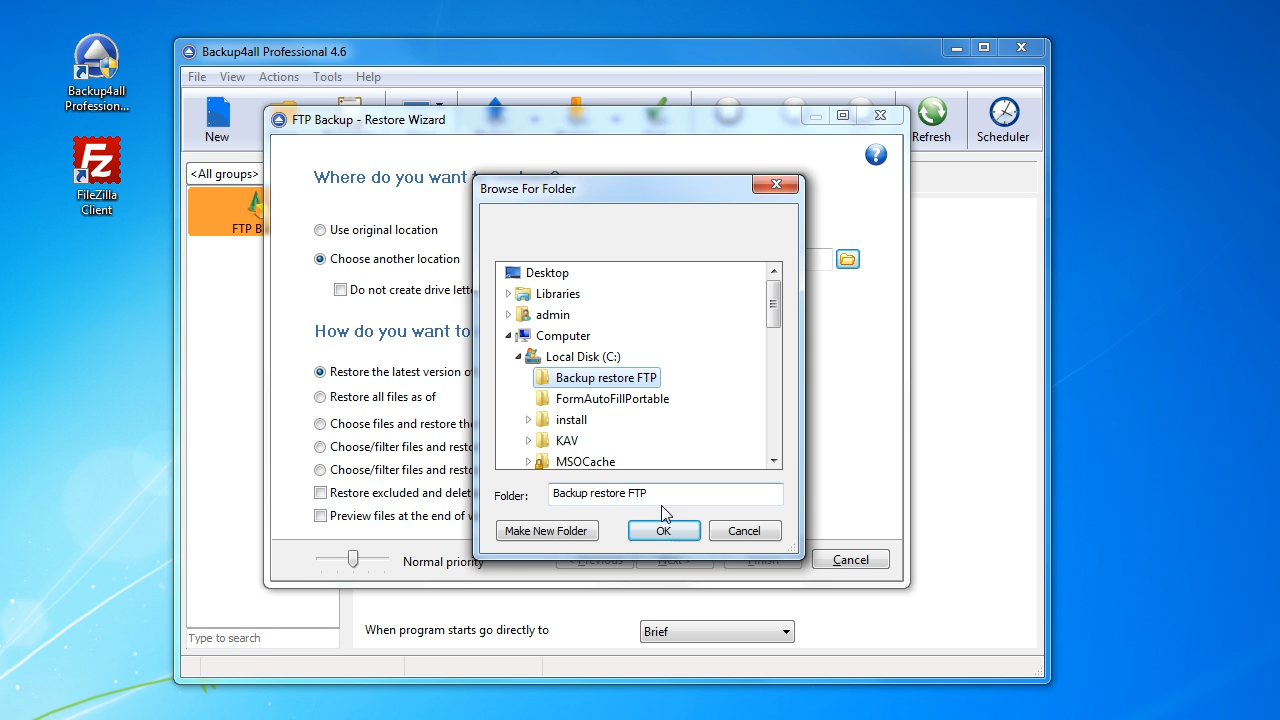 Backup4all
Profession...
FileZilla
Client
Backup4all Professional 4.6
File View Actions Tools Help
New
Refresh
Scheduler
<All groups>
FTP B
Type to search
When program starts go directly to
Brief
FTP Backup - Restore Wizard
Where do you want
Use original location
Choose another location
Do not create drive lette
How do you want to
Restore the latest version o
Restore all files as of
Choose files and restore the
Choose/filter files and resto
Choose/filter files and resto
Restore excluded and delet
Preview files at the end of w
Normal priority
Cancel
Browse For Folder
Desktop
Libraries
admin
Computer
Local Disk (C:)
Backup restore FTP
FormAutoFillPortable
install
KAV
MSOCache
Folder: Backup restore FTP
Make New Folder OK Cancel